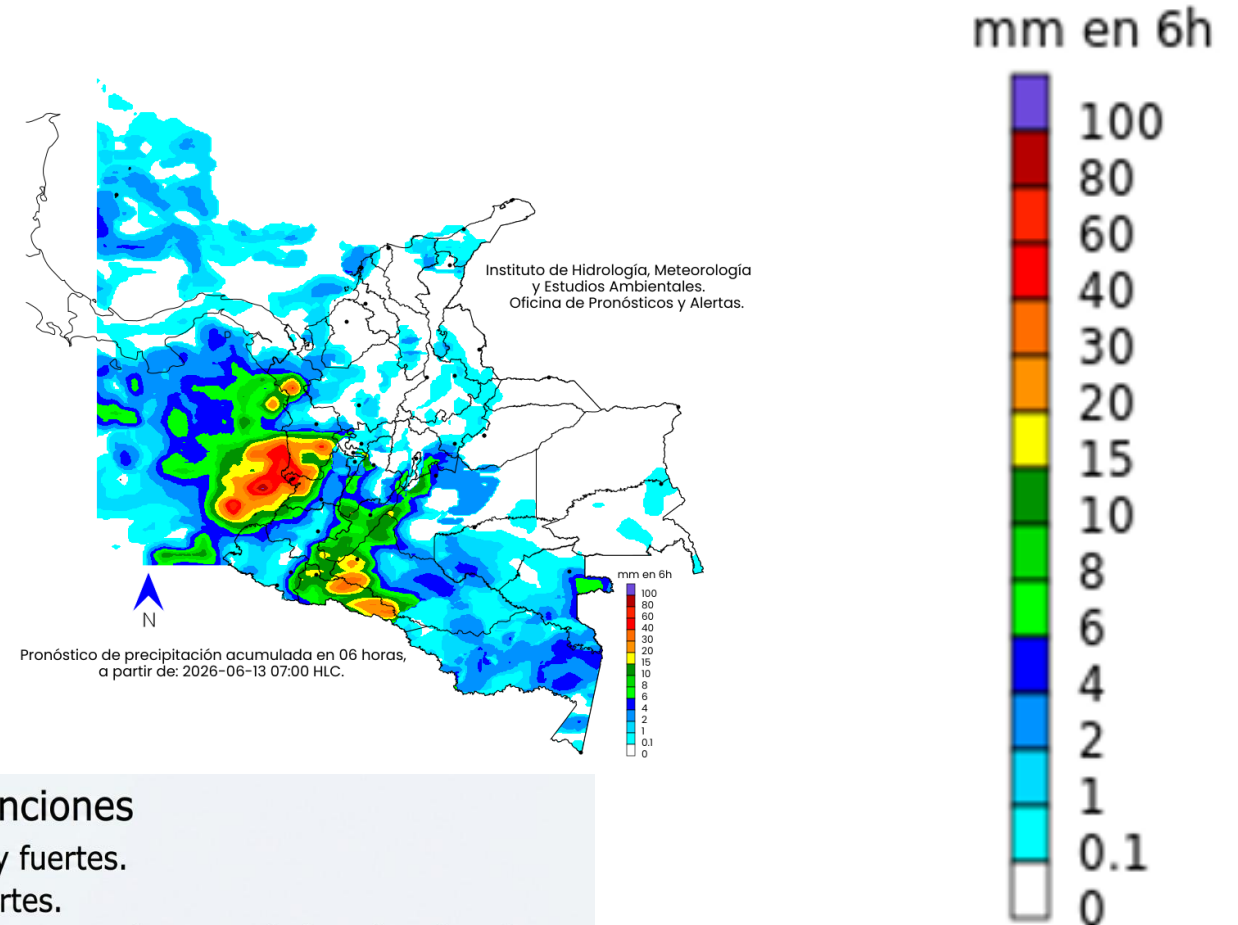 mm en 6h
100
80
60
40
30
20
15
10
8
6
4
2
1
0.1
0
Instituto de Hidrología, Meteorología
y Estudios Ambientales.
Oficina de Pronósticos y Alertas.
N
mm en 6h
100
80
60
40
30
20
15
10
8
6
4
2
1
0.1
0
Pronóstico de precipitación acumulada en 06 horas,
a partir de: 2026-06-13 07:00 HLC.
nciones
y fuertes.
rtes.